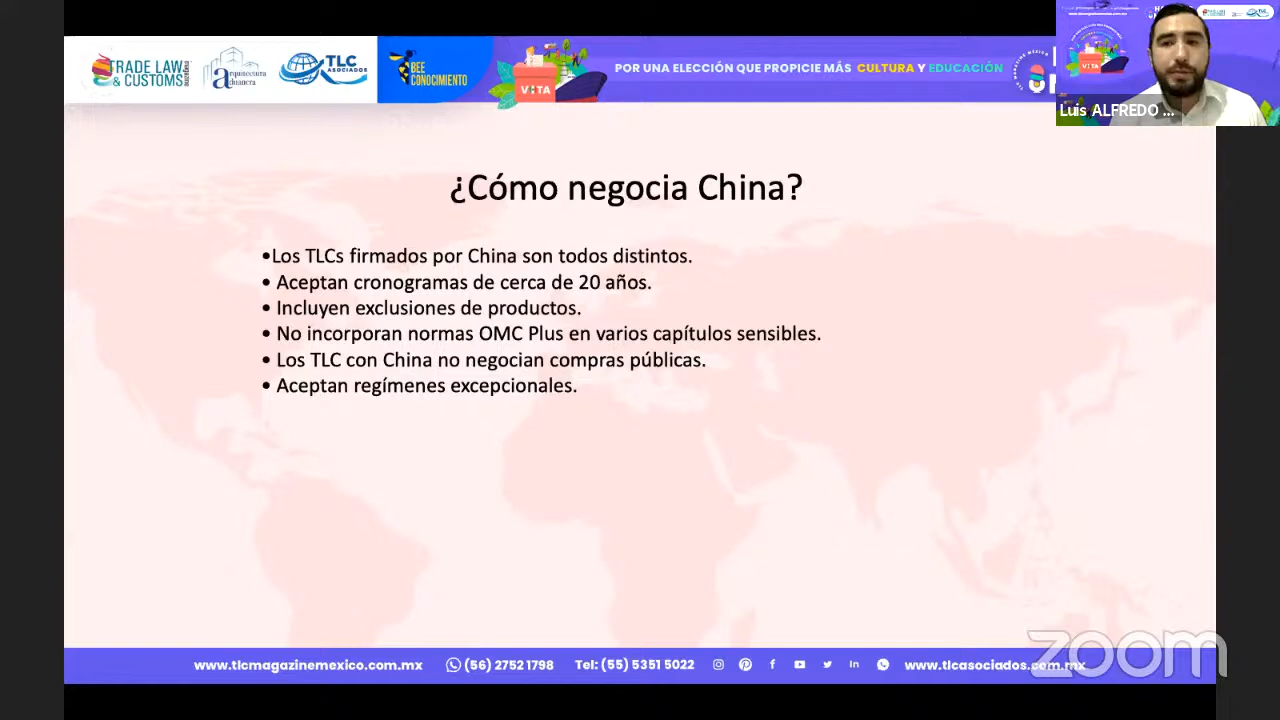 TRADE LAW
& CUSTOMS
arquitectura
aduanera
TLC
ASOCIADOS
BEE
CONOCIMIENTO
VOTA
POR UNA ELECCIÓN QUE PROPICIE MÁS CULTURA Y EDUCACIÓN
Luis ALFREDO ...
¿Cómo negocia China?
•Los TLCs firmados por China son todos distintos.
• Aceptan cronogramas de cerca de 20 años.
• Incluyen exclusiones de productos.
• No incorporan normas OMC Plus en varios capítulos sensibles.
• Los TLC con China no negocian compras públicas.
• Aceptan regímenes excepcionales.
www.tlcmagazinemexico.com.mx (56) 2752 1798 Tel: (55) 5351 5022 www.tlcasociados.com.mx
zoom